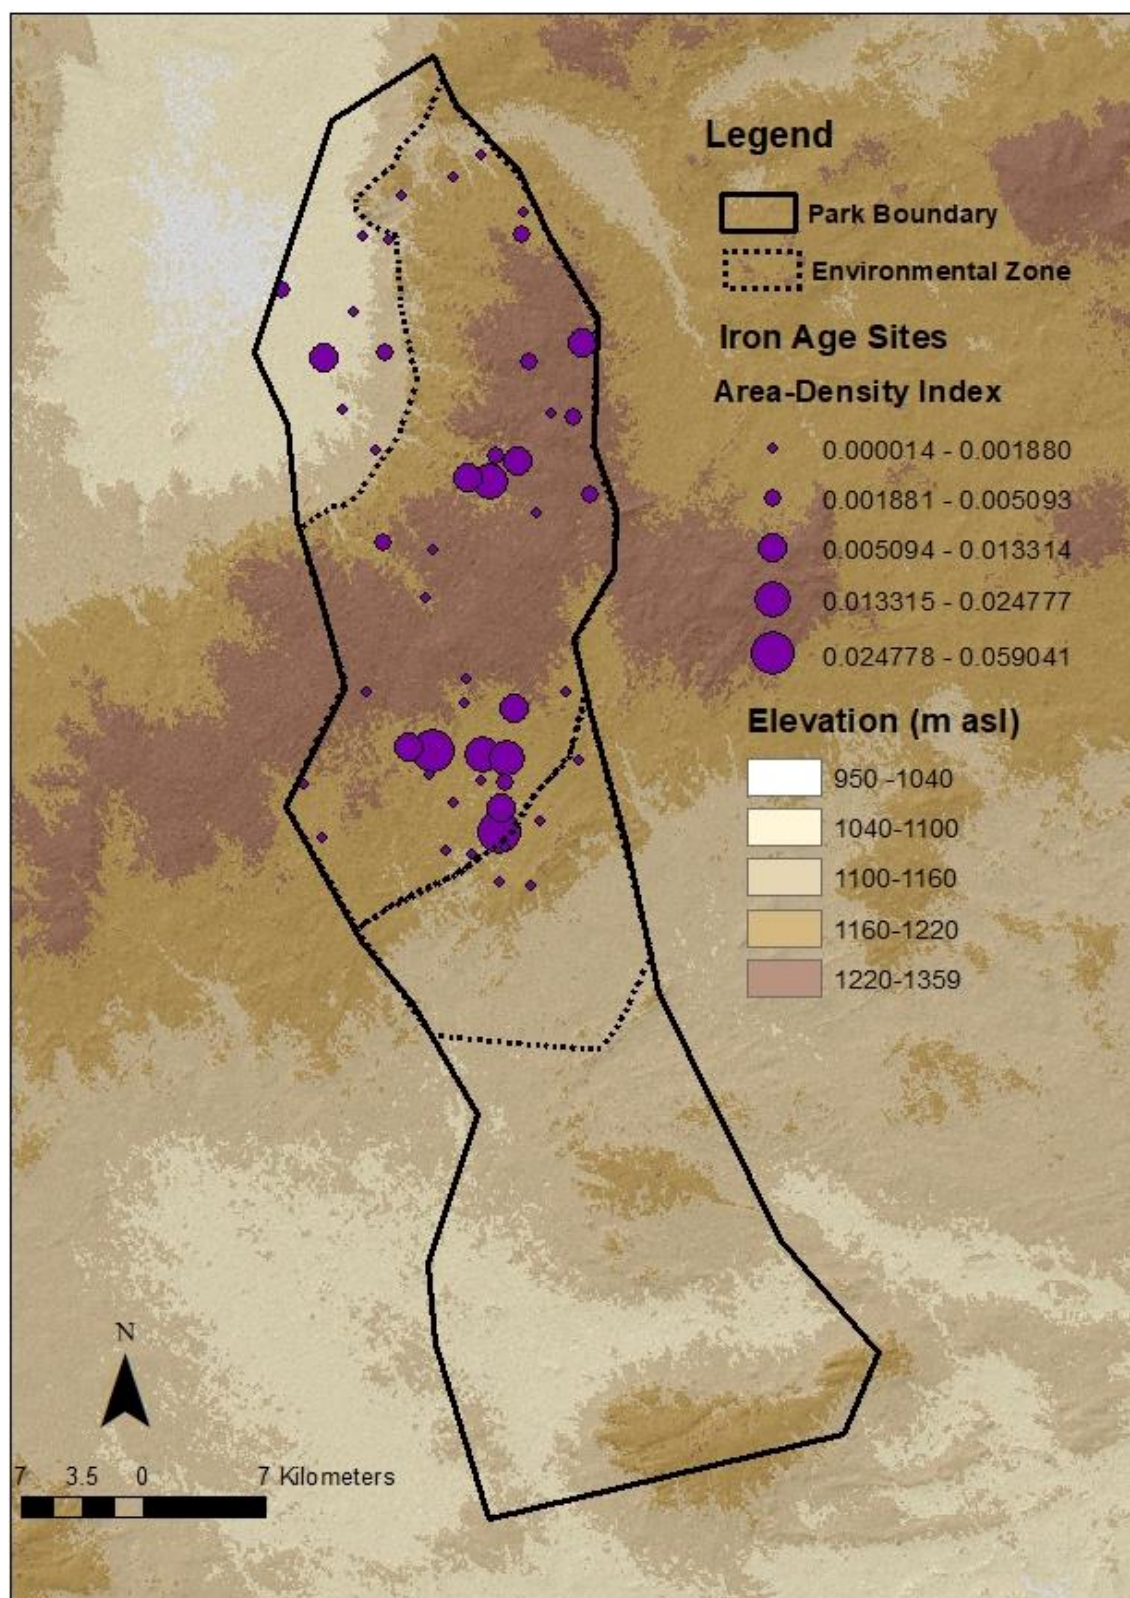 Legend
Park Boundary
Environmental Zone
Iron Age Sites
Area-Density Index
0.000014 - 0.001880
0.001881 - 0.005093
0.005094 - 0.013314
0.013315 - 0.024777
0.024778 - 0.059041
Elevation (m asl)
950 -1040
1040-1100
1100-1160
1160-1220
1220-1359
N
7 3.5 0 7 Kilometers